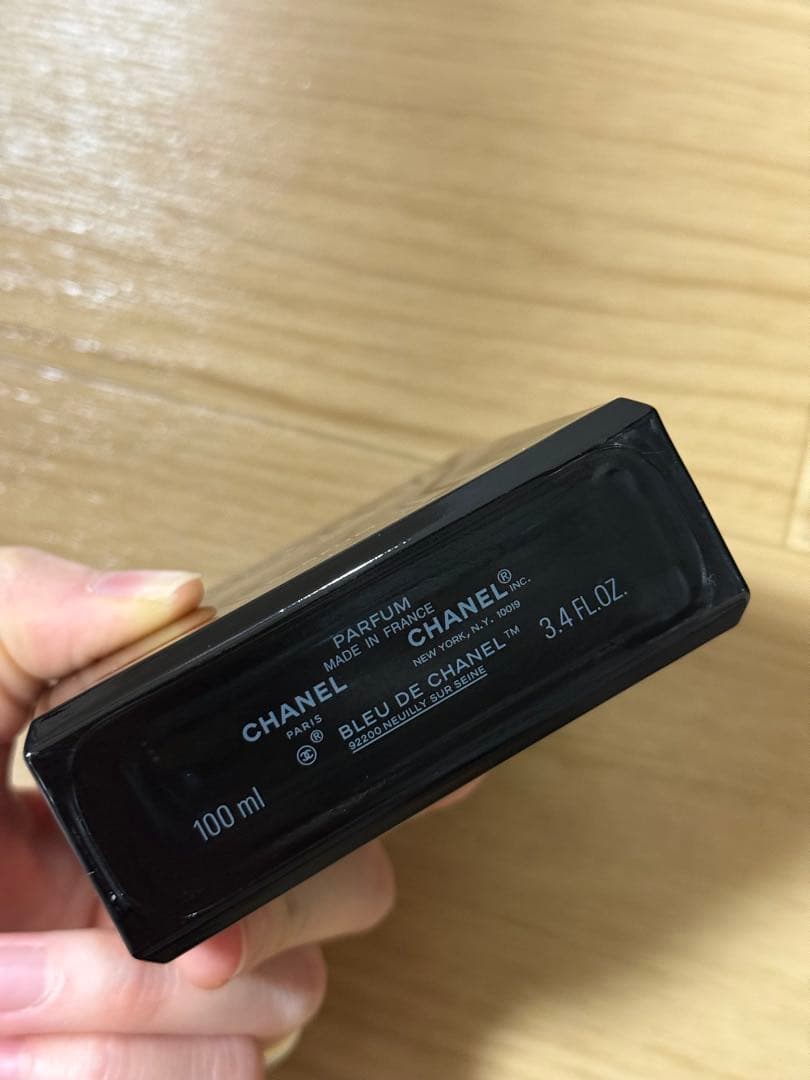 PARFUM
MADE IN FRANCE
CHANEL CHANEL® INC.
PARIS NEW YORK, N.Y. 10019
® BLEU DE CHANEL™
92200 NEUILLY SUR SEINE
100 ml 3.4 FL.OZ.